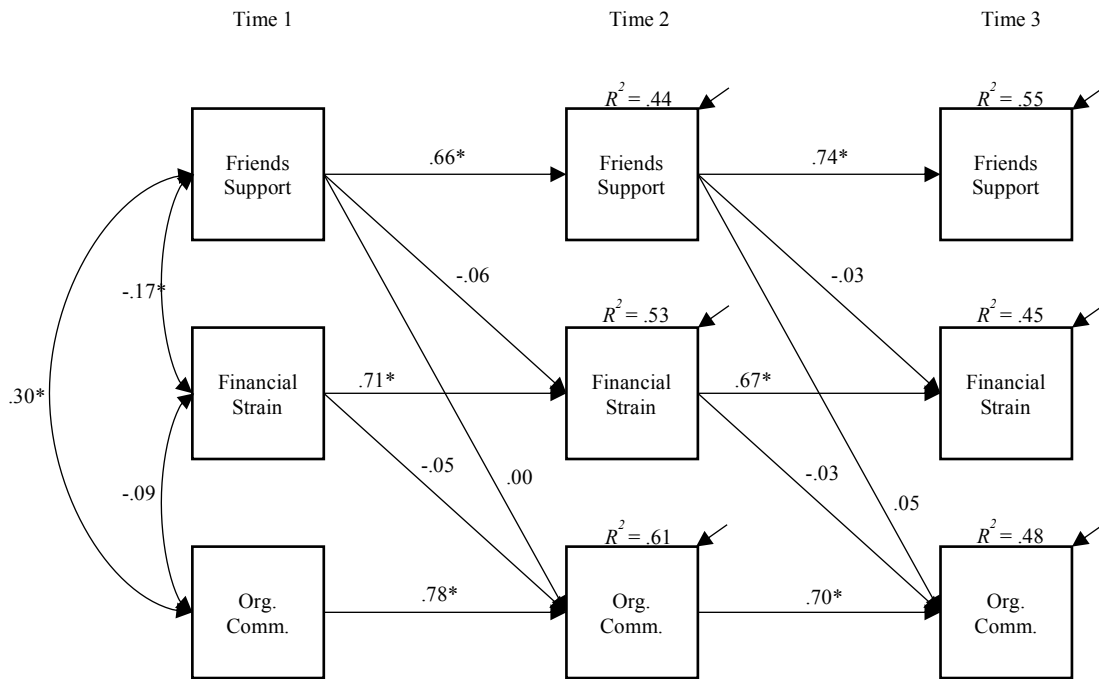 Time 1
Time 2
Time 3
R² = .44
R² = .55
Friends
Support
.66*
Friends
Support
.74*
Friends
Support
-.17*
-.06
-.03
R² = .53
R² = .45
.30*
Financial
Strain
.71*
Financial
Strain
.67*
Financial
Strain
-.09
-.05
.00
-.03
.05
R² = .61
R² = .48
Org.
Comm.
.78*
Org.
Comm.
.70*
Org.
Comm.